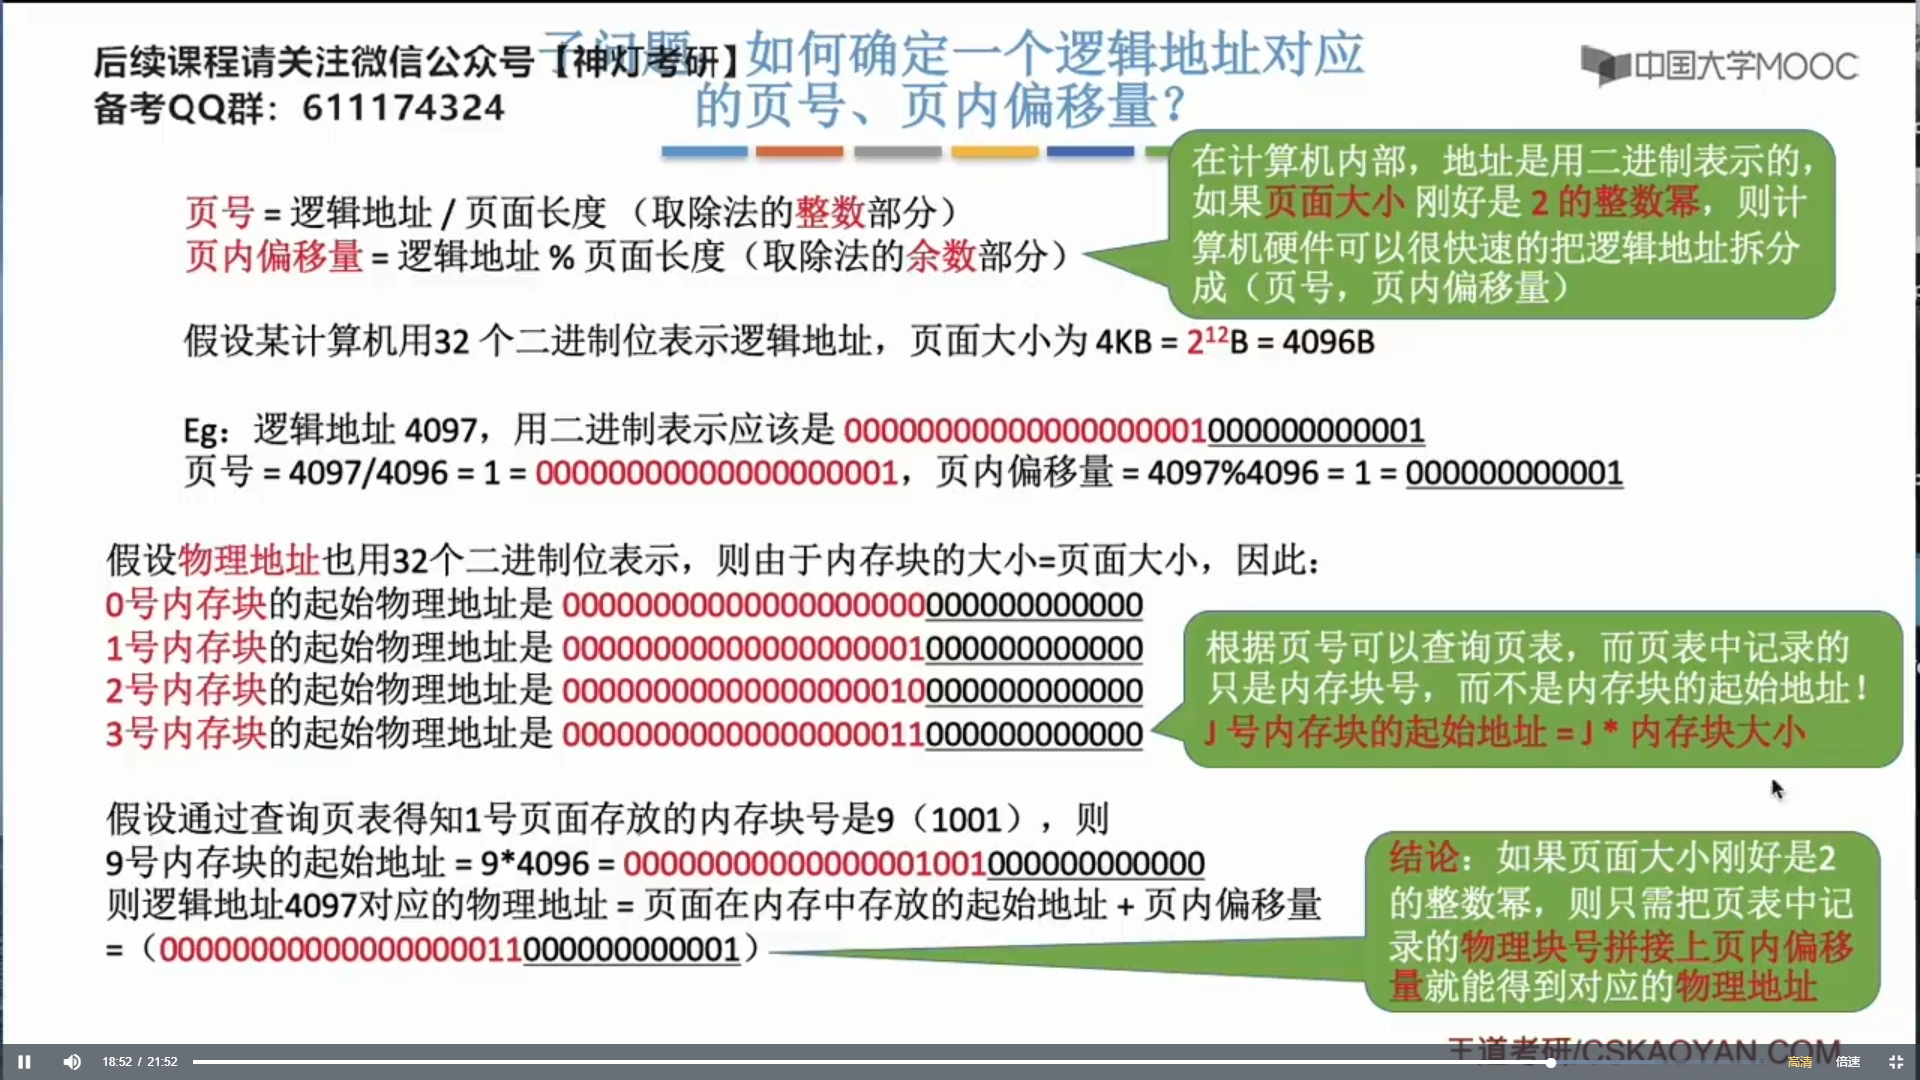 后续课程请关注微信公众号【神灯考研】
备考QQ群：611174324
子问题：如何确定一个逻辑地址对应
的页号、页内偏移量？
中国大学MOOC
在计算机内部，地址是用二进制表示的，
如果页面大小 刚好是 2 的整数幂，则计
算机硬件可以很快速的把逻辑地址拆分
成（页号，页内偏移量）
页号 = 逻辑地址 / 页面长度 （取除法的整数部分）
页内偏移量 = 逻辑地址 % 页面长度（取除法的余数部分）
假设某计算机用32 个二进制位表示逻辑地址，页面大小为 4KB = 2¹²B = 4096B
Eg：逻辑地址 4097，用二进制表示应该是 00000000000000000001000000000001
页号 = 4097/4096 = 1 = 00000000000000000001，页内偏移量 = 4097%4096 = 1 = 000000000001
假设物理地址也用32个二进制位表示，则由于内存块的大小=页面大小，因此：
0号内存块的起始物理地址是 00000000000000000000000000000000
1号内存块的起始物理地址是 00000000000000000001000000000000
2号内存块的起始物理地址是 00000000000000000010000000000000
3号内存块的起始物理地址是 00000000000000000011000000000000
根据页号可以查询页表，而页表中记录的
只是内存块号，而不是内存块的起始地址！
J 号内存块的起始地址 = J * 内存块大小
假设通过查询页表得知1号页面存放的内存块号是9（1001），则
9号内存块的起始地址 = 9*4096 = 00000000000000001001000000000000
则逻辑地址4097对应的物理地址 = 页面在内存中存放的起始地址 + 页内偏移量
=（00000000000000000011000000000001）
结论：如果页面大小刚好是2
的整数幂，则只需把页表中记
录的物理块号拼接上页内偏移
量就能得到对应的物理地址
王道考研/CSKAOYAN.COM
18:52 / 21:52
高清
倍速